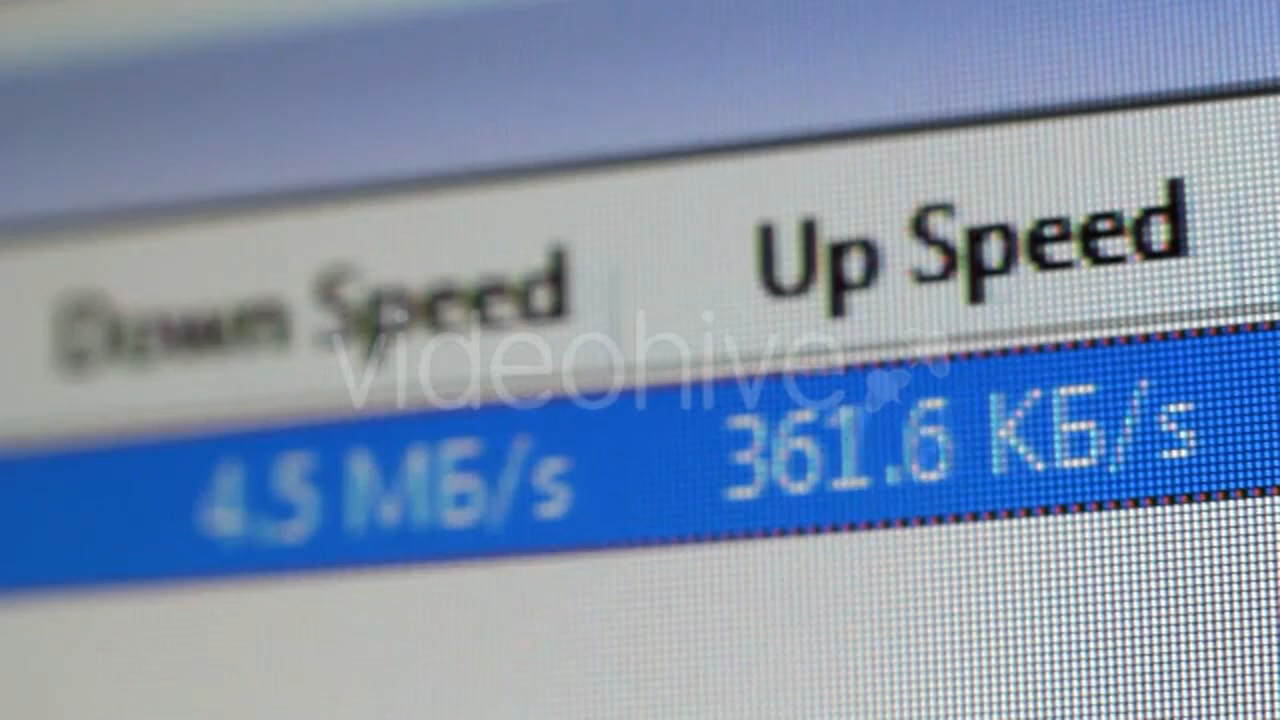 Down Speed Up Speed
videohive
4.5 МБ/s 361.6 КБ/s